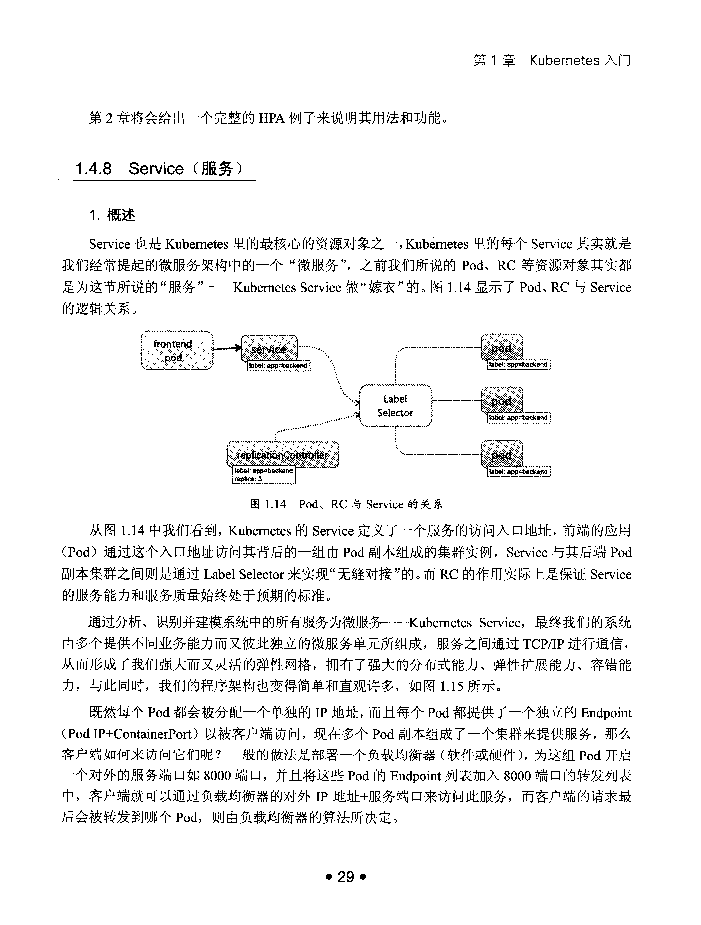 第 1 章 Kubernetes 入门
第 2 章将会给出一个完整的 HPA 例子来说明其用法和功能。
1.4.8 Service（服务）
1. 概述
Service 也是 Kubernetes 里的最核心的资源对象之一，Kubernetes 里的每个 Service 其实就是
我们经常提起的微服务架构中的一个“微服务”，之前我们所说的 Pod、RC 等资源对象其实都
是为这节所说的“服务”——Kubernetes Service 做“嫁衣”的。图 1.14 显示了 Pod、RC 与 Service
的逻辑关系。
frontend
pod
service
label: app=backend
pod
label: app=backend
Label
Selector
pod
label: app=backend
replicationController
label: app=backend
replica: 3
pod
label: app=backend
图 1.14 Pod、RC 与 Service 的关系
从图 1.14 中我们看到，Kubernetes 的 Service 定义了一个服务的访问入口地址，前端的应用
（Pod）通过这个入口地址访问其背后的一组由 Pod 副本组成的集群实例，Service 与其后端 Pod
副本集群之间则是通过 Label Selector 来实现“无缝对接”的。而 RC 的作用实际上是保证 Service
的服务能力和服务质量始终处于预期的标准。
通过分析、识别并建模系统中的所有服务为微服务——Kubernetes Service，最终我们的系统
由多个提供不同业务能力而又彼此独立的微服务单元所组成，服务之间通过 TCP/IP 进行通信，
从而形成了我们强大而又灵活的弹性网格，拥有了强大的分布式能力、弹性扩展能力、容错能
力，与此同时，我们的程序架构也变得简单和直观许多，如图 1.15 所示。
既然每个 Pod 都会被分配一个单独的 IP 地址，而且每个 Pod 都提供了一个独立的 Endpoint
（Pod IP+ContainerPort）以被客户端访问，现在多个 Pod 副本组成了一个集群来提供服务，那么
客户端如何来访问它们呢？一般的做法是部署一个负载均衡器（软件或硬件），为这组 Pod 开启
一个对外的服务端口如 8000 端口，并且将这些 Pod 的 Endpoint 列表加入 8000 端口的转发列表
中，客户端就可以通过负载均衡器的对外 IP 地址+服务端口来访问此服务，而客户端的请求最
后会被转发到哪个 Pod，则由负载均衡器的算法所决定。
• 29 •